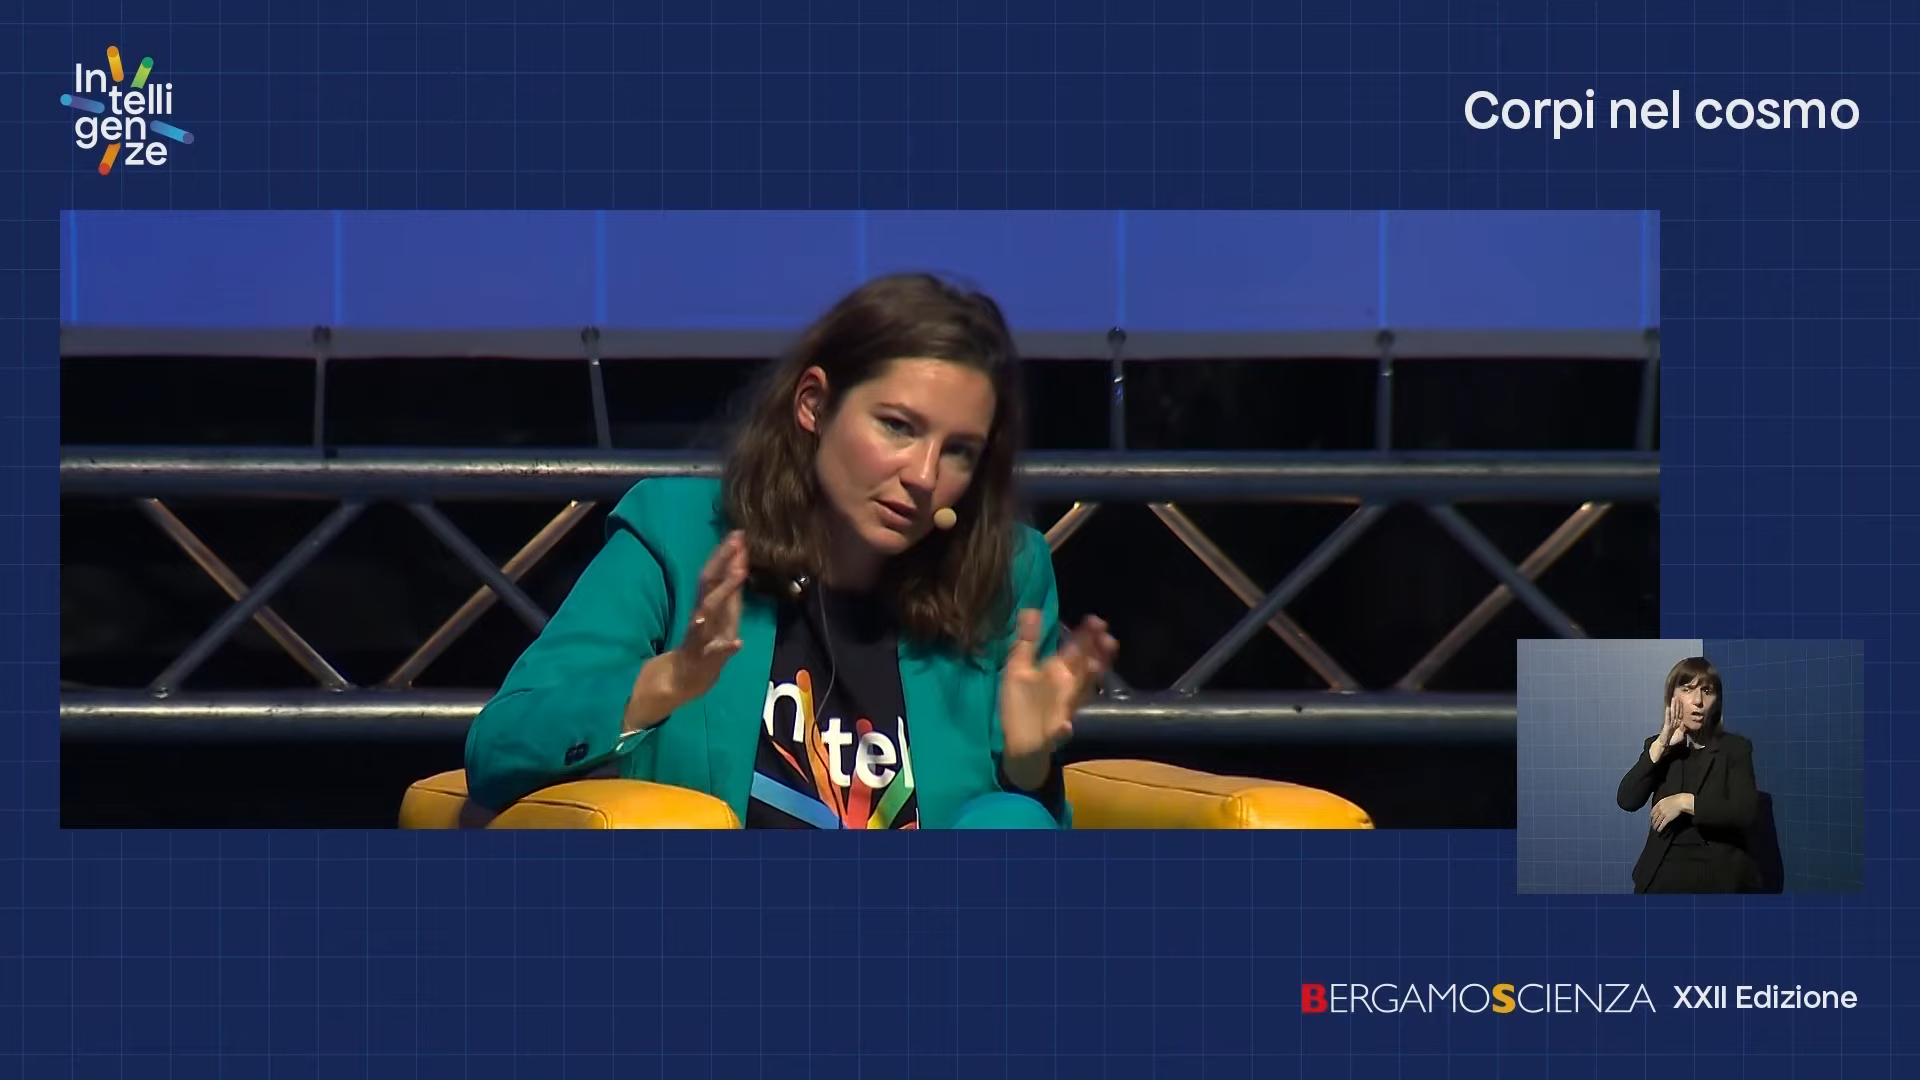 In
telli
gen
ze
Corpi nel cosmo
n
tel
BERGAMOSCIENZA XXII Edizione